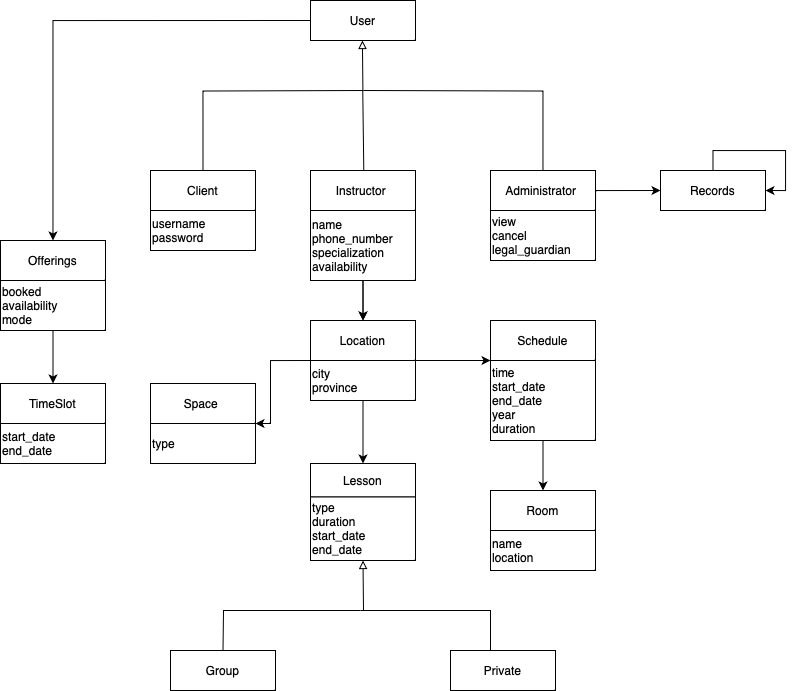 User
Client
username
password
Instructor
name
phone_number
specialization
availability
Administrator
view
cancel
legal_guardian
Records
Offerings
booked
availability
mode
Location
city
province
Schedule
time
start_date
end_date
year
duration
TimeSlot
start_date
end_date
Space
type
Lesson
type
duration
start_date
end_date
Room
name
location
Group
Private